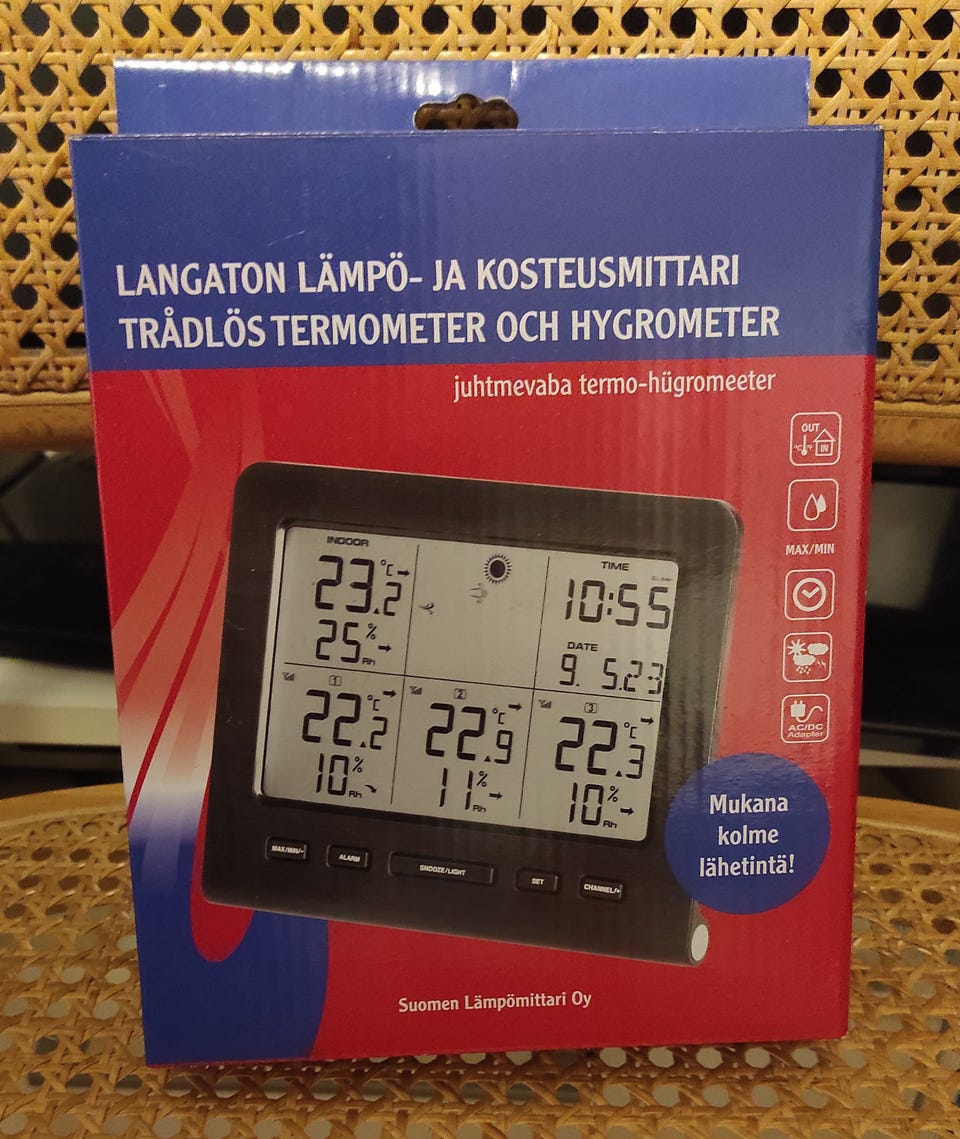 LANGATON LÄMPÖ- JA KOSTEUSMITTARI
TRÅDLÖS TERMOMETER OCH HYGROMETER
juhtmevaba termo-hügromeeter
OUT
°C °F IN
MAX/MIN
AC/DC
Adapter
INDOOR
23.2 °C
25 % Rh
TIME
10:55
DATE
9. 5.23
1
22.2 °C
10 % Rh
2
22.9 °C
11 % Rh
3
22.3 °C
10 % Rh
MAX/MIN/-
ALARM
SNOOZE/LIGHT
SET
CHANNEL/+
Mukana
kolme
lähetintä!
Suomen Lämpömittari Oy